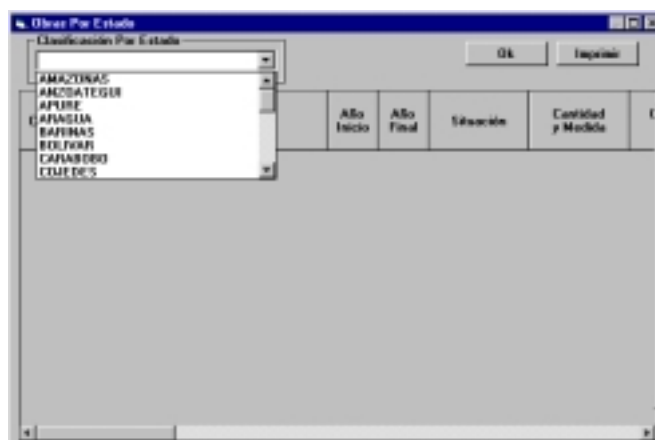 Obras Por Estado
Clasificación Por Estado
Ok
Imprimir
AMAZONAS
ANZOATEGUI
APURE
ARAGUA
BARINAS
BOLIVAR
CARABOBO
COJEDES
Año Inicio
Año Final
Situación
Cantidad y Medida